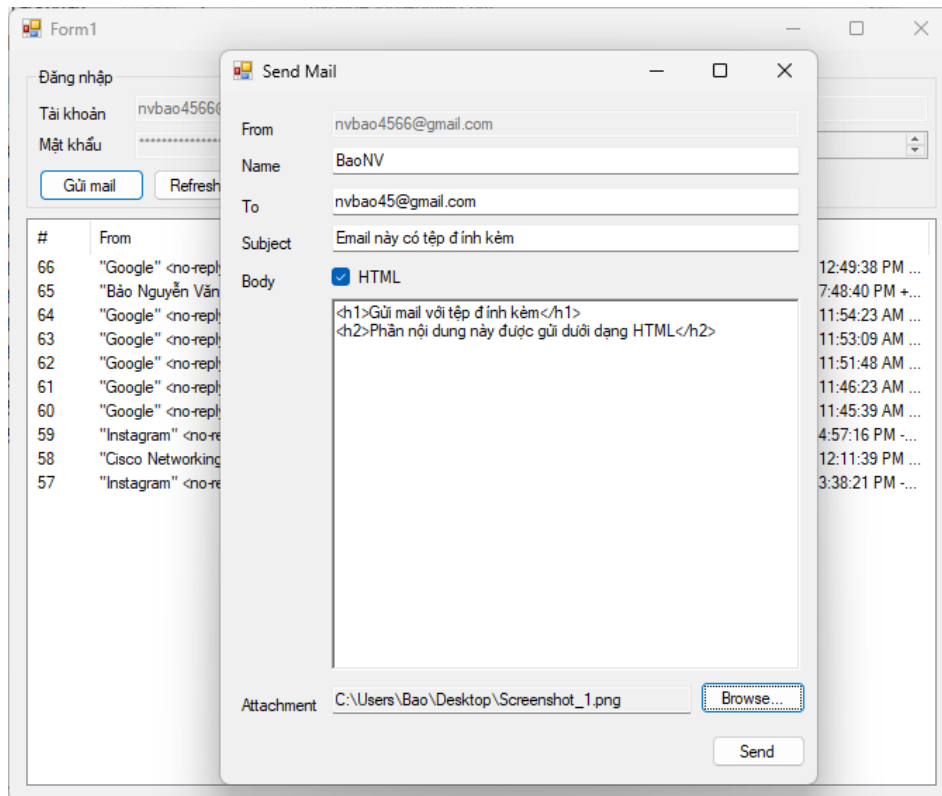 Form1
Đăng nhập
Tài khoản nvbao4566@
Mật khẩu ****************
Gửi mail Refresh
# From
66 "Google" <no-reply 12:49:38 PM ...
65 "Bảo Nguyễn Văn 7:48:40 PM +...
64 "Google" <no-reply 11:54:23 AM ...
63 "Google" <no-reply 11:53:09 AM ...
62 "Google" <no-reply 11:51:48 AM ...
61 "Google" <no-reply 11:46:23 AM ...
60 "Google" <no-reply 11:45:39 AM ...
59 "Instagram" <no-re 4:57:16 PM -...
58 "Cisco Networking 12:11:39 PM ...
57 "Instagram" <no-re 3:38:21 PM -...
Send Mail
From nvbao4566@gmail.com
Name BaoNV
To nvbao45@gmail.com
Subject Email này có tệp đính kèm
Body HTML
<h1>Gửi mail với tệp đính kèm</h1>
<h2>Phần nội dung này được gửi dưới dạng HTML</h2>
Attachment C:\Users\Bao\Desktop\Screenshot_1.png Browse...
Send